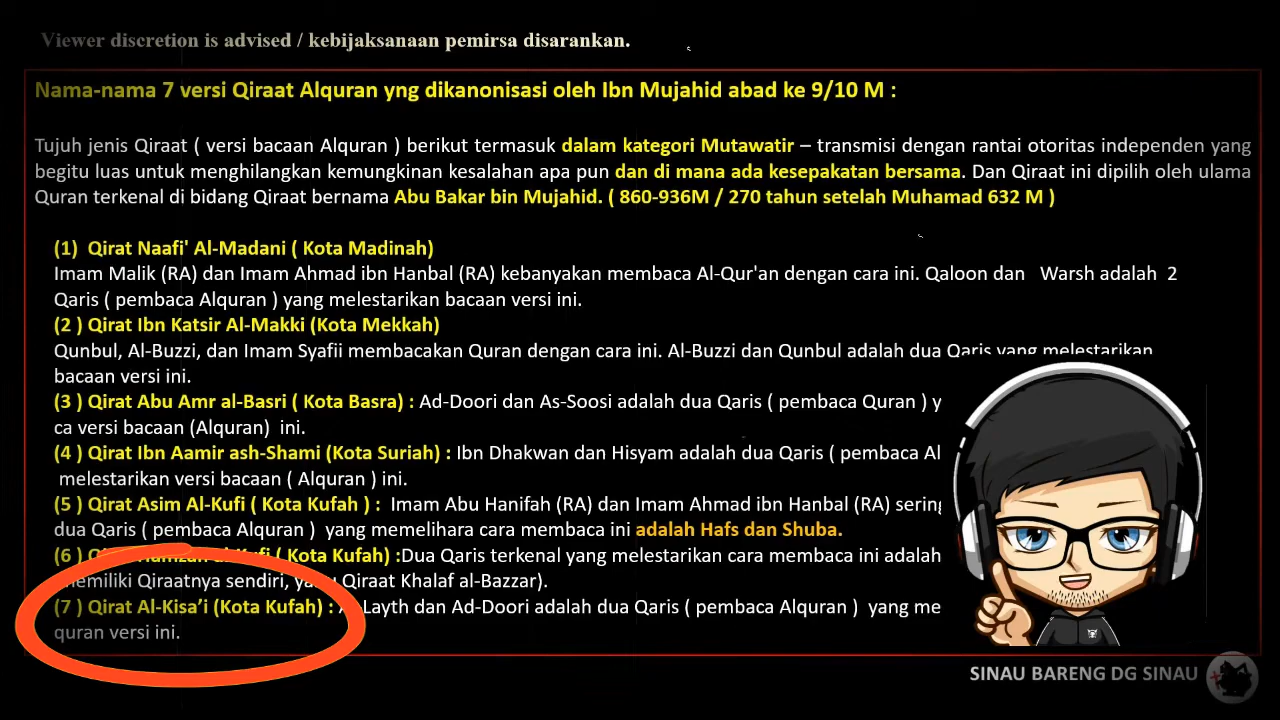 Viewer discretion is advised / kebijaksanaan pemirsa disarankan.
Nama-nama 7 versi Qiraat Alquran yng dikanonisasi oleh Ibn Mujahid abad ke 9/10 M :
Tujuh jenis Qiraat ( versi bacaan Alquran ) berikut termasuk dalam kategori Mutawatir – transmisi dengan rantai otoritas independen yang
begitu luas untuk menghilangkan kemungkinan kesalahan apa pun dan di mana ada kesepakatan bersama. Dan Qiraat ini dipilih oleh ulama
Quran terkenal di bidang Qiraat bernama Abu Bakar bin Mujahid. ( 860-936M / 270 tahun setelah Muhamad 632 M )
(1) Qirat Naafi' Al-Madani ( Kota Madinah)
Imam Malik (RA) dan Imam Ahmad ibn Hanbal (RA) kebanyakan membaca Al-Qur'an dengan cara ini. Qaloon dan Warsh adalah 2
Qaris ( pembaca Alquran ) yang melestarikan bacaan versi ini.
(2 ) Qirat Ibn Katsir Al-Makki (Kota Mekkah)
Qunbul, Al-Buzzi, dan Imam Syafii membacakan Quran dengan cara ini. Al-Buzzi dan Qunbul adalah dua Qaris yang melestarikan
bacaan versi ini.
(3 ) Qirat Abu Amr al-Basri ( Kota Basra) : Ad-Doori dan As-Soosi adalah dua Qaris ( pembaca Quran ) y
ca versi bacaan (Alquran) ini.
(4 ) Qirat Ibn Aamir ash-Shami (Kota Suriah) : Ibn Dhakwan dan Hisyam adalah dua Qaris ( pembaca Al
melestarikan versi bacaan ( Alquran ) ini.
(5 ) Qirat Asim Al-Kufi ( Kota Kufah ) : Imam Abu Hanifah (RA) dan Imam Ahmad ibn Hanbal (RA) sering
dua Qaris ( pembaca Alquran ) yang memelihara cara membaca ini adalah Hafs dan Shuba.
(6 ) ( Kota Kufah) :Dua Qaris terkenal yang melestarikan cara membaca ini adalah
memiliki Qiraatnya sendiri, Qiraat Khalaf al-Bazzar).
(7 ) Qirat Al-Kisa’i (Kota Kufah) : Layth dan Ad-Doori adalah dua Qaris ( pembaca Alquran ) yang me
quran versi ini.
SINAU BARENG DG SINAU